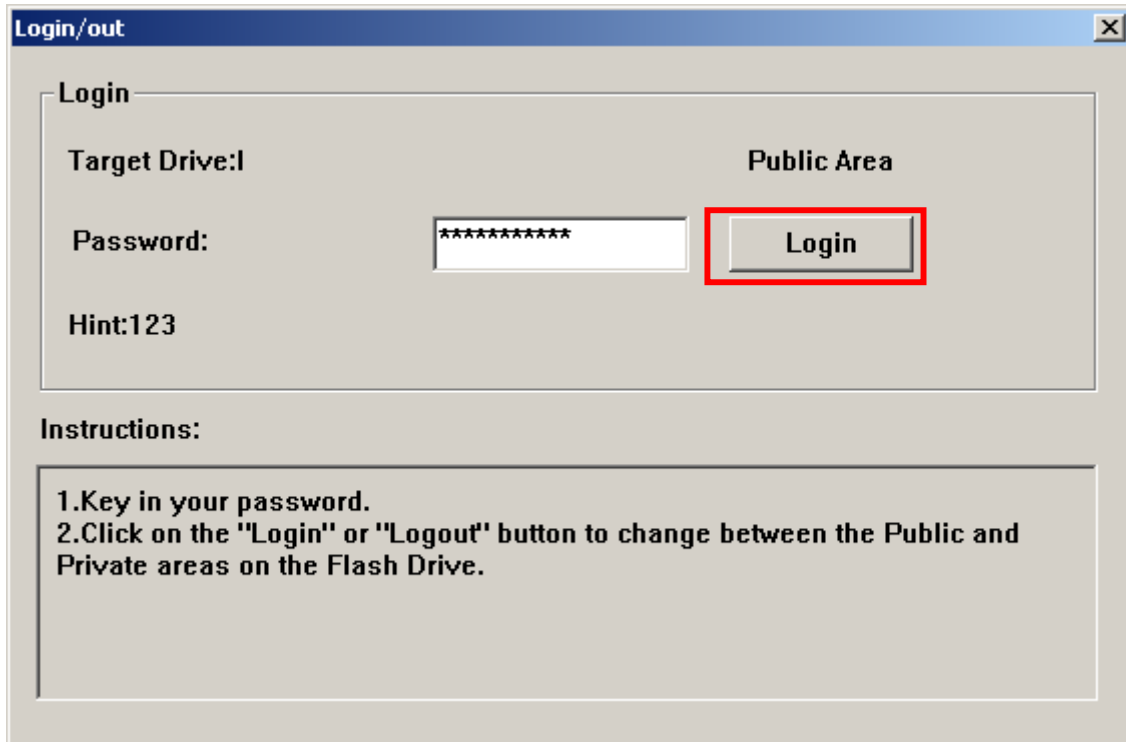 Login/out
Login
Target Drive:I
Public Area
Password:
***********
Login
Hint:123
Instructions:
1.Key in your password.
2.Click on the "Login" or "Logout" button to change between the Public and
Private areas on the Flash Drive.